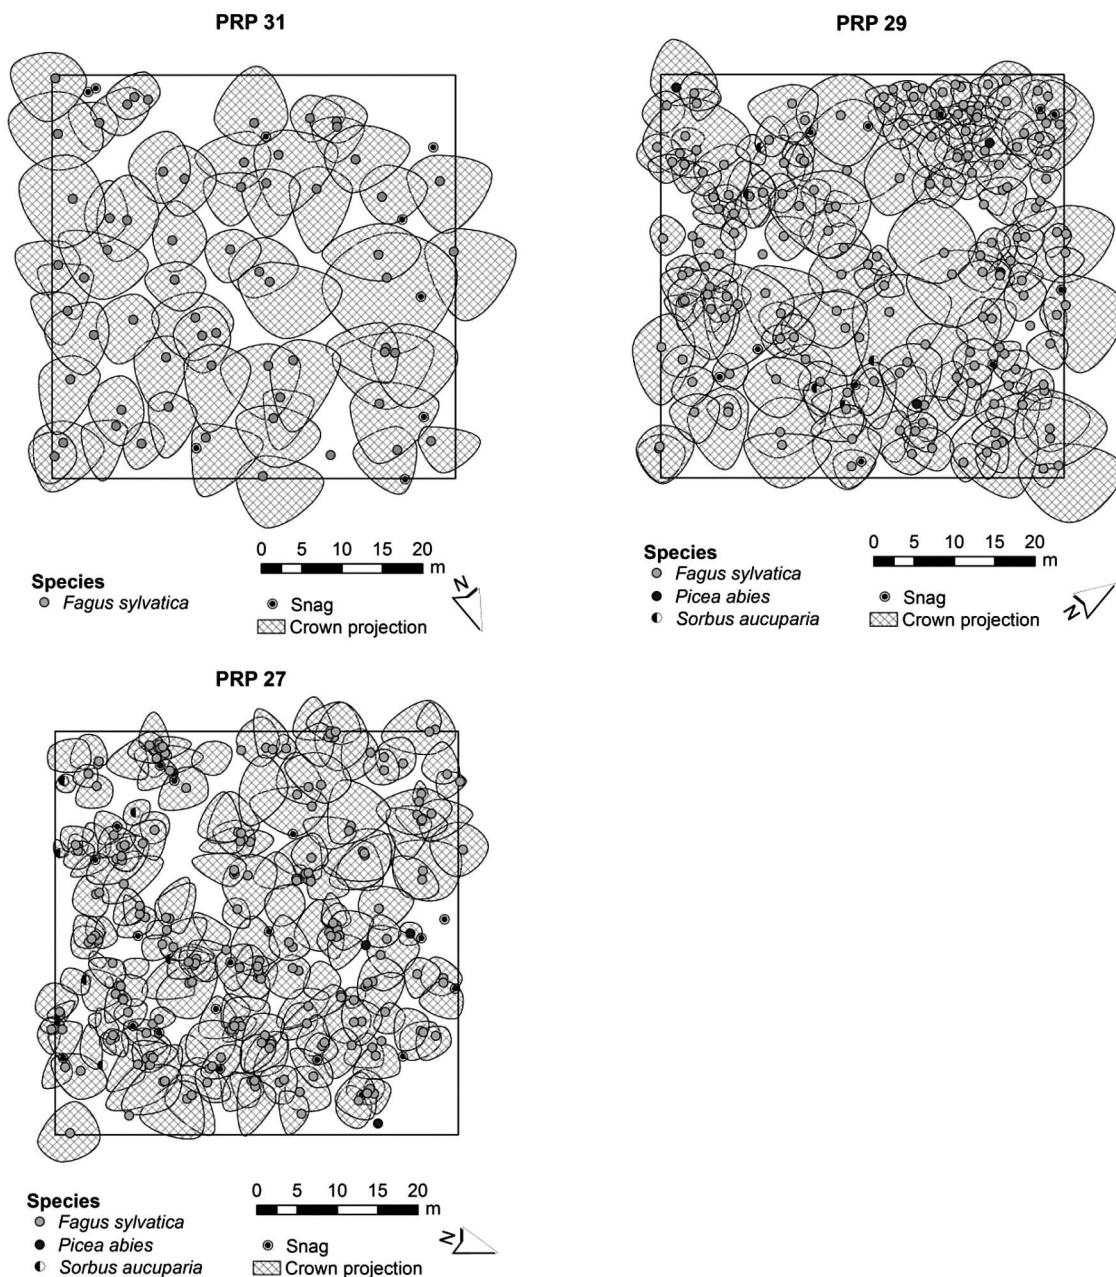 PRP 31
0 5 10 15 20
m
Species
Fagus sylvatica
Snag
Crown projection
N
PRP 29
0 5 10 15 20
m
Species
Fagus sylvatica
Picea abies
Sorbus aucuparia
Snag
Crown projection
N
PRP 27
0 5 10 15 20
m
Species
Fagus sylvatica
Picea abies
Sorbus aucuparia
Snag
Crown projection
N